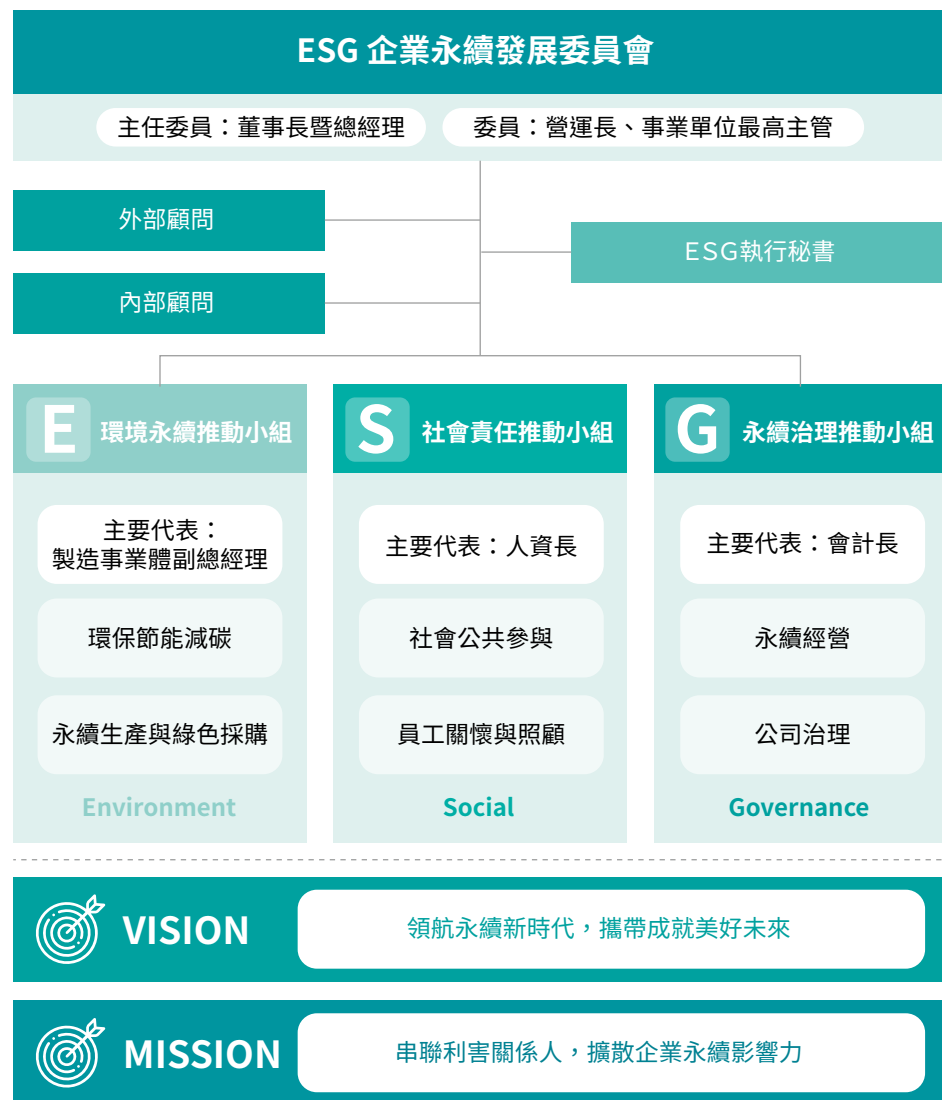 ESG 企業永續發展委員會
主任委員：董事長暨總經理
委員：營運長、事業單位最高主管
外部顧問
ESG執行秘書
內部顧問
E 環境永續推動小組
主要代表：
製造事業體副總經理
環保節能減碳
永續生產與綠色採購
Environment
S 社會責任推動小組
主要代表：人資長
社會公共參與
員工關懷與照顧
Social
G 永續治理推動小組
主要代表：會計長
永續經營
公司治理
Governance
VISION
領航永續新時代，攜帶成就美好未來
MISSION
串聯利害關係人，擴散企業永續影響力